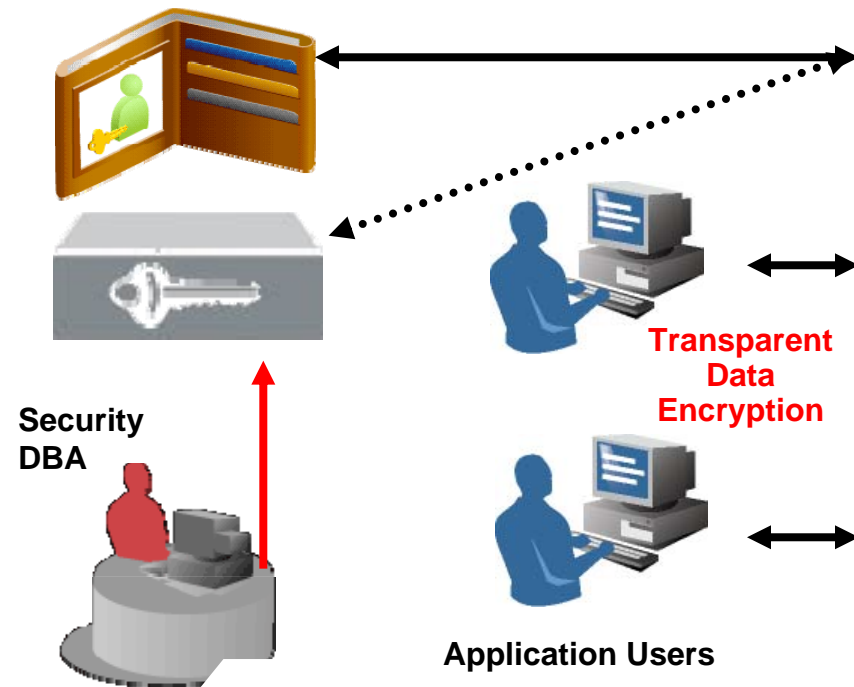 Transparent
Data
Encryption
Security
DBA
Application Users